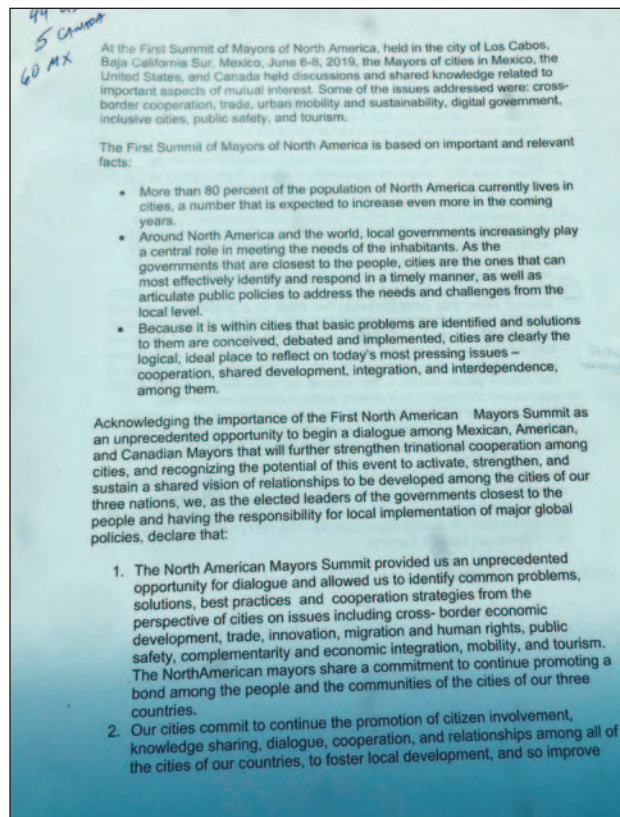 44
5 CANADA
60 MX
At the First Summit of Mayors of North America, held in the city of Los Cabos,
Baja California Sur, Mexico, June 6-8, 2019, the Mayors of cities in Mexico, the
United States, and Canada held discussions and shared knowledge related to
important aspects of mutual interest. Some of the issues addressed were: cross-
border cooperation, trade, urban mobility and sustainability, digital government,
inclusive cities, public safety, and tourism.
The First Summit of Mayors of North America is based on important and relevant
facts:
• More than 80 percent of the population of North America currently lives in
cities, a number that is expected to increase even more in the coming
years.
• Around North America and the world, local governments increasingly play
a central role in meeting the needs of the inhabitants. As the
governments that are closest to the people, cities are the ones that can
most effectively identify and respond in a timely manner, as well as
articulate public policies to address the needs and challenges from the
local level.
• Because it is within cities that basic problems are identified and solutions
to them are conceived, debated and implemented, cities are clearly the
logical, ideal place to reflect on today's most pressing issues –
cooperation, shared development, integration, and interdependence,
among them.
Acknowledging the importance of the First North American Mayors Summit as
an unprecedented opportunity to begin a dialogue among Mexican, American,
and Canadian Mayors that will further strengthen trinational cooperation among
cities, and recognizing the potential of this event to activate, strengthen, and
sustain a shared vision of relationships to be developed among the cities of our
three nations, we, as the elected leaders of the governments closest to the
people and having the responsibility for local implementation of major global
policies, declare that:
1. The North American Mayors Summit provided us an unprecedented
opportunity for dialogue and allowed us to identify common problems,
solutions, best practices and cooperation strategies from the
perspective of cities on issues including cross- border economic
development, trade, innovation, migration and human rights, public
safety, complementarity and economic integration, mobility, and tourism.
The NorthAmerican mayors share a commitment to continue promoting a
bond among the people and the communities of the cities of our three
countries.
2. Our cities commit to continue the promotion of citizen involvement,
knowledge sharing, dialogue, cooperation, and relationships among all of
the cities of our countries, to foster local development, and so improve